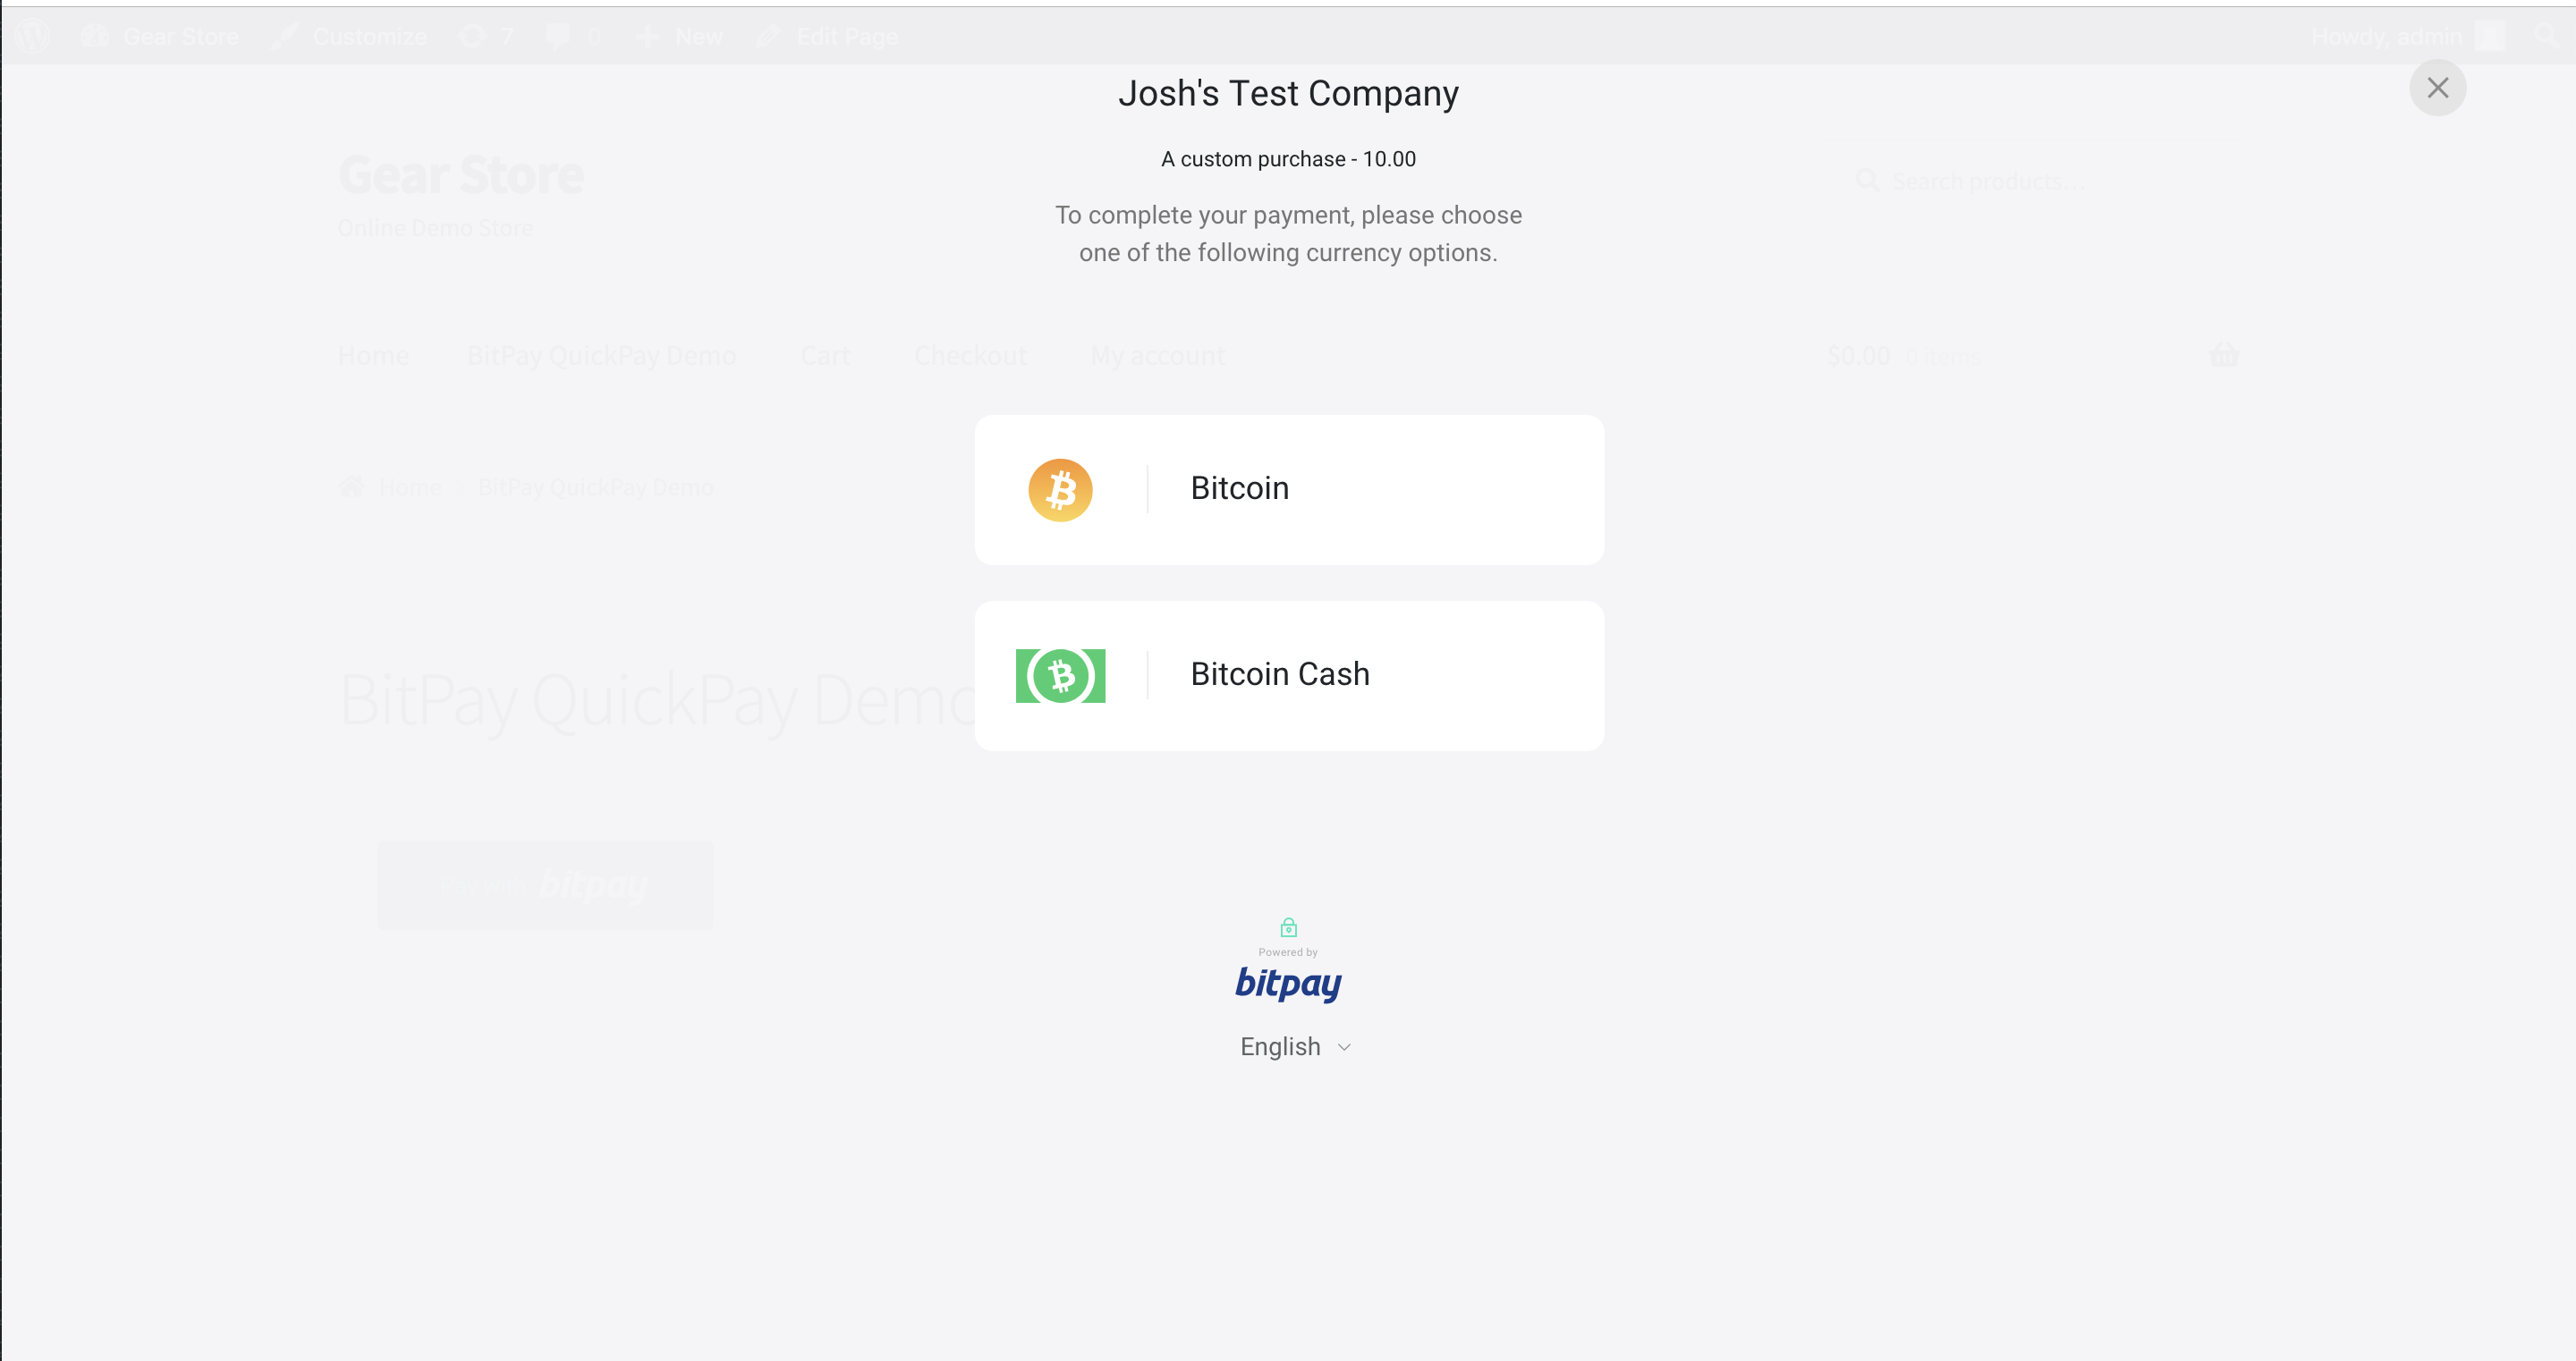 Gear Store Customize 7 0 New Edit Page Howdy, admin
Josh's Test Company
A custom purchase - 10.00
Gear Store
Search products...
Online Demo Store
To complete your payment, please choose
one of the following currency options.
Home BitPay QuickPay Demo Cart Checkout My account $0.00 0 items
Home BitPay QuickPay Demo
Bitcoin
Bitcoin Cash
BitPay QuickPay Demo
bitpay
Powered by
bitpay
English